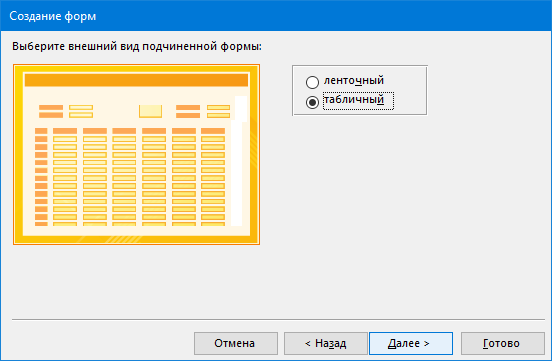 Создание форм
Выберите внешний вид подчиненной формы:
ленточный
табличный
Отмена
< Назад
Далее >
Готово